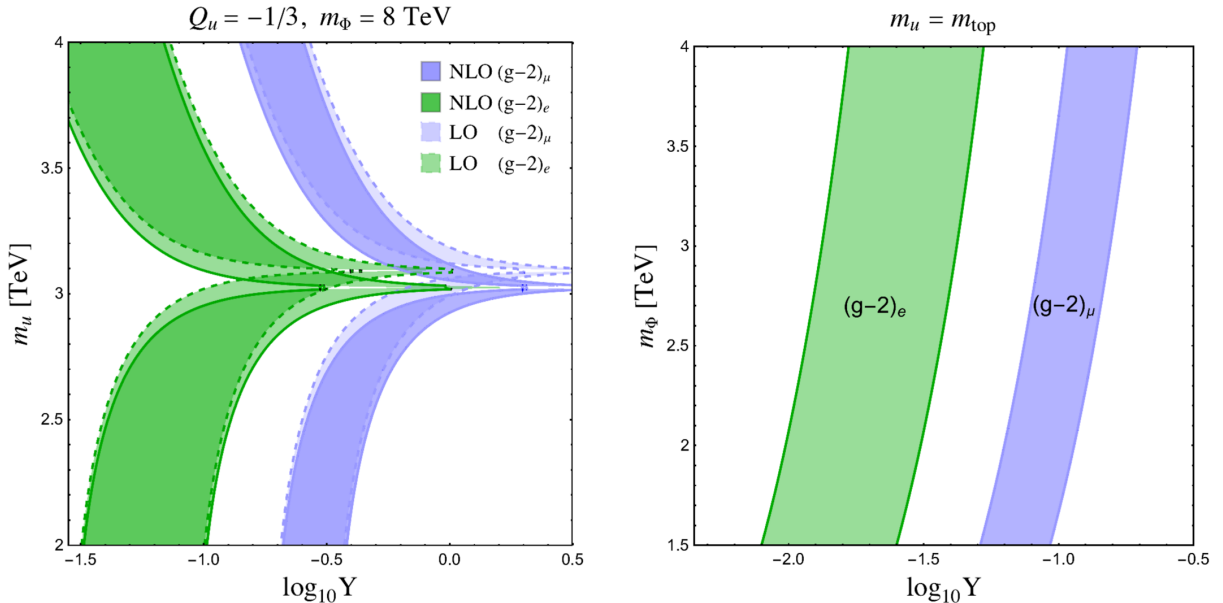 Q_u = −1/3, m_Φ = 8 TeV
NLO (g−2)_μ
NLO (g−2)_e
LO (g−2)_μ
LO (g−2)_e
4
3.5
3
2.5
2
m_u [TeV]
−1.5 −1.0 −0.5 0.0 0.5
log₁₀Y
m_u = m_top
(g−2)_e
(g−2)_μ
4
3.5
3
2.5
2
1.5
m_Φ [TeV]
−2.0 −1.5 −1.0 −0.5
log₁₀Y